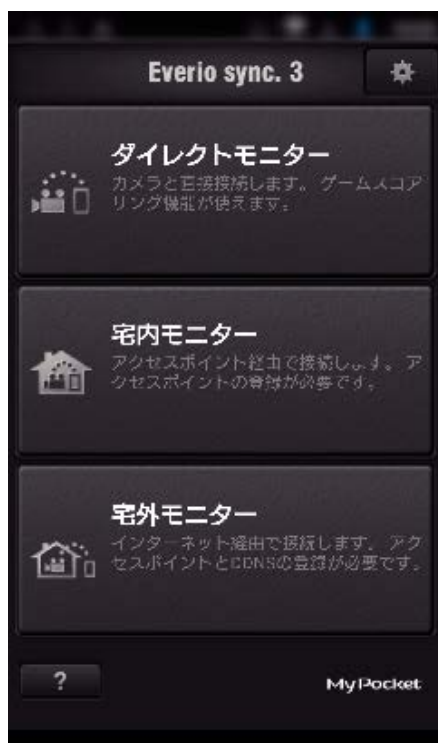 Everio sync. 3
ダイレクトモニター
カメラと直接接続します。 ゲームスコア
リング機能が使えます。
宅内モニター
アクセスポイント経由で接続します。 ア
クセスポイントの登録が必要です。
宅外モニター
インターネット経由で接続します。 アク
セスポイントとDDNSの登録が必要です。
?
MyPocket